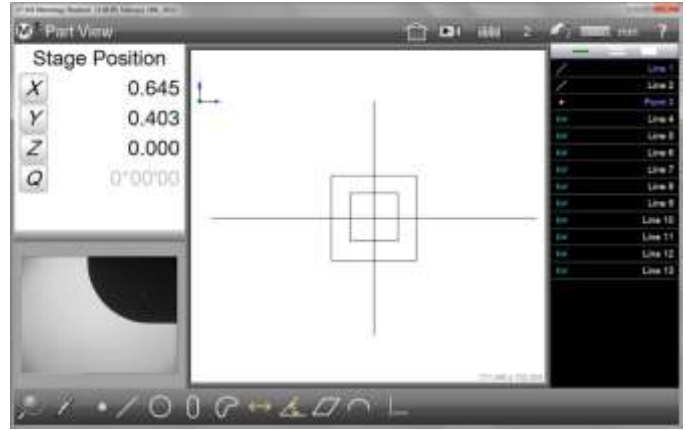 Part View
2
mm
?
Stage Position
X 0.645
Y 0.403
Z 0.000
Q 0°00'00
Line 1
Line 2
Point 3
Line 4
Line 5
Line 6
Line 7
Line 8
Line 9
Line 10
Line 11
Line 12
Line 13